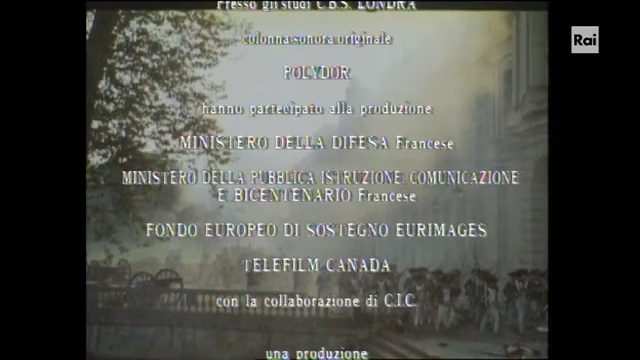 Presso gli studi C.B.S. LONDRA
Rai
colonna sonora originale
POLYDOR
hanno partecipato alla produzione
MINISTERO DELLA DIFESA Francese
MINISTERO DELLA PUBBLICA ISTRUZIONE, COMUNICAZIONE
E BICENTENARIO Francese
FONDO EUROPEO DI SOSTEGNO EURIMAGES
TELEFILM CANADA
con la collaborazione di C.I.C.
una produzione